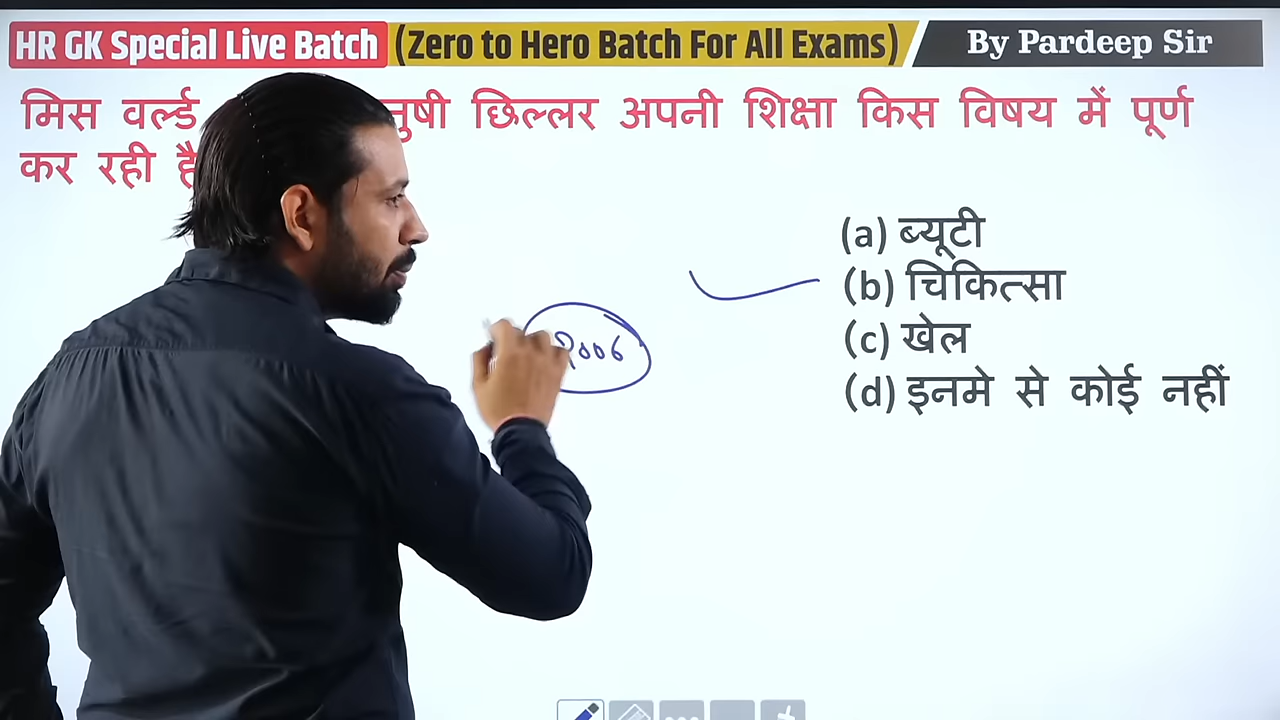 HR GK Special Live Batch (Zero to Hero Batch For All Exams) By Pardeep Sir
मिस वर्ल्ड छिल्लर अपनी शिक्षा किस विषय में पूर्ण
कर रही
(a) ब्यूटी
(b) चिकित्सा
(c) खेल
(d) इनमे से कोई नहीं
2006